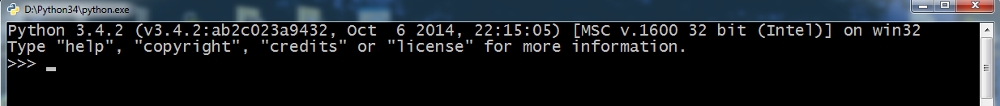 D:\Python34\python.exe
Python 3.4.2 (v3.4.2:ab2c023a9432, Oct  6 2014, 22:15:05) [MSC v.1600 32 bit (Intel)] on win32
Type "help", "copyright", "credits" or "license" for more information.
>>> _